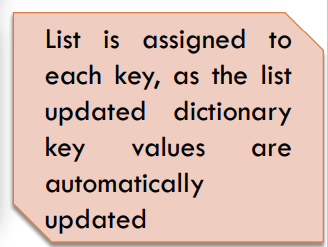 List is assigned to
each key, as the list
updated dictionary
key values are
automatically
updated